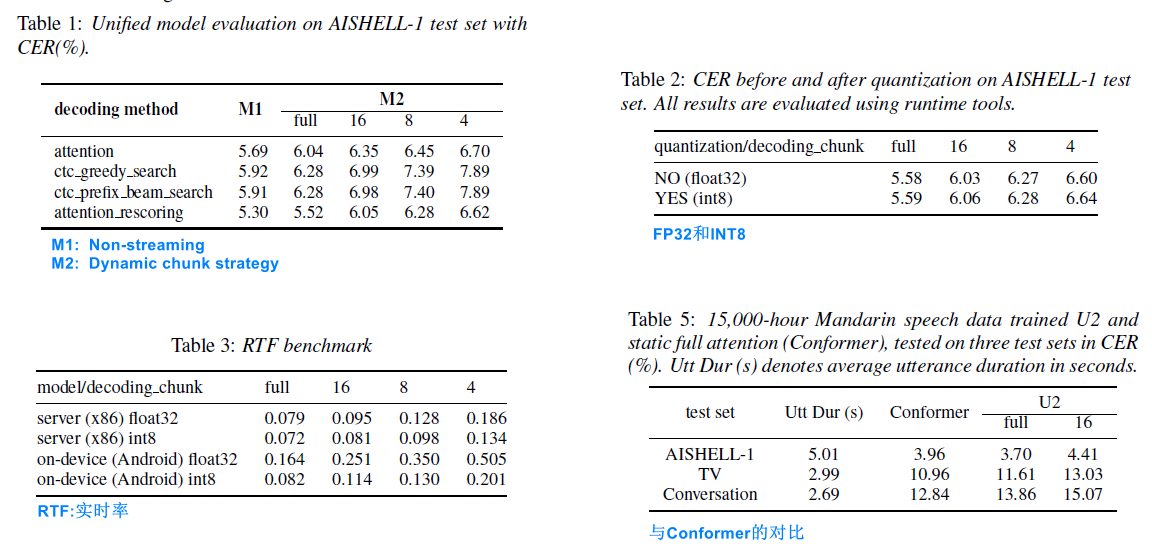 Table 1: Unified model evaluation on AISHELL-1 test set with
CER(%).
decoding method M1 M2
full 16 8 4
attention 5.69 6.04 6.35 6.45 6.70
ctc_greedy_search 5.92 6.28 6.99 7.39 7.89
ctc_prefix_beam_search 5.91 6.28 6.98 7.40 7.89
attention_rescoring 5.30 5.52 6.05 6.28 6.62
M1: Non-streaming
M2: Dynamic chunk strategy
Table 2: CER before and after quantization on AISHELL-1 test
set. All results are evaluated using runtime tools.
quantization/decoding_chunk full 16 8 4
NO (float32) 5.58 6.03 6.27 6.60
YES (int8) 5.59 6.06 6.28 6.64
FP32和INT8
Table 3: RTF benchmark
model/decoding_chunk full 16 8 4
server (x86) float32 0.079 0.095 0.128 0.186
server (x86) int8 0.072 0.081 0.098 0.134
on-device (Android) float32 0.164 0.251 0.350 0.505
on-device (Android) int8 0.082 0.114 0.130 0.201
RTF:实时率
Table 5: 15,000-hour Mandarin speech data trained U2 and
static full attention (Conformer), tested on three test sets in CER
(%). Utt Dur (s) denotes average utterance duration in seconds.
test set Utt Dur (s) Conformer U2
full 16
AISHELL-1 5.01 3.96 3.70 4.41
TV 2.99 10.96 11.61 13.03
Conversation 2.69 12.84 13.86 15.07
与Conformer的对比